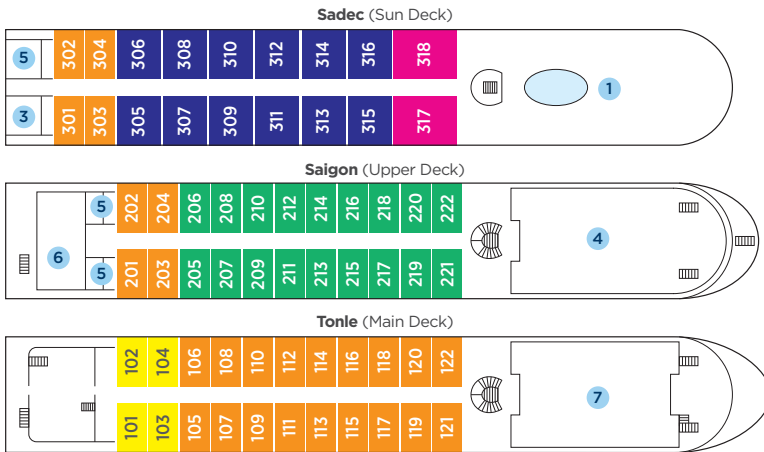 Sadec (Sun Deck)
5 302 304 306 308 310 312 314 316 318
1
3 301 303 305 307 309 311 313 315 317
Saigon (Upper Deck)
5 202 204 206 208 210 212 214 216 218 220 222
6 4
5 201 203 205 207 209 211 213 215 217 219 221
Tonle (Main Deck)
102 104 106 108 110 112 114 116 118 120 122
7
101 103 105 107 109 111 113 115 117 119 121